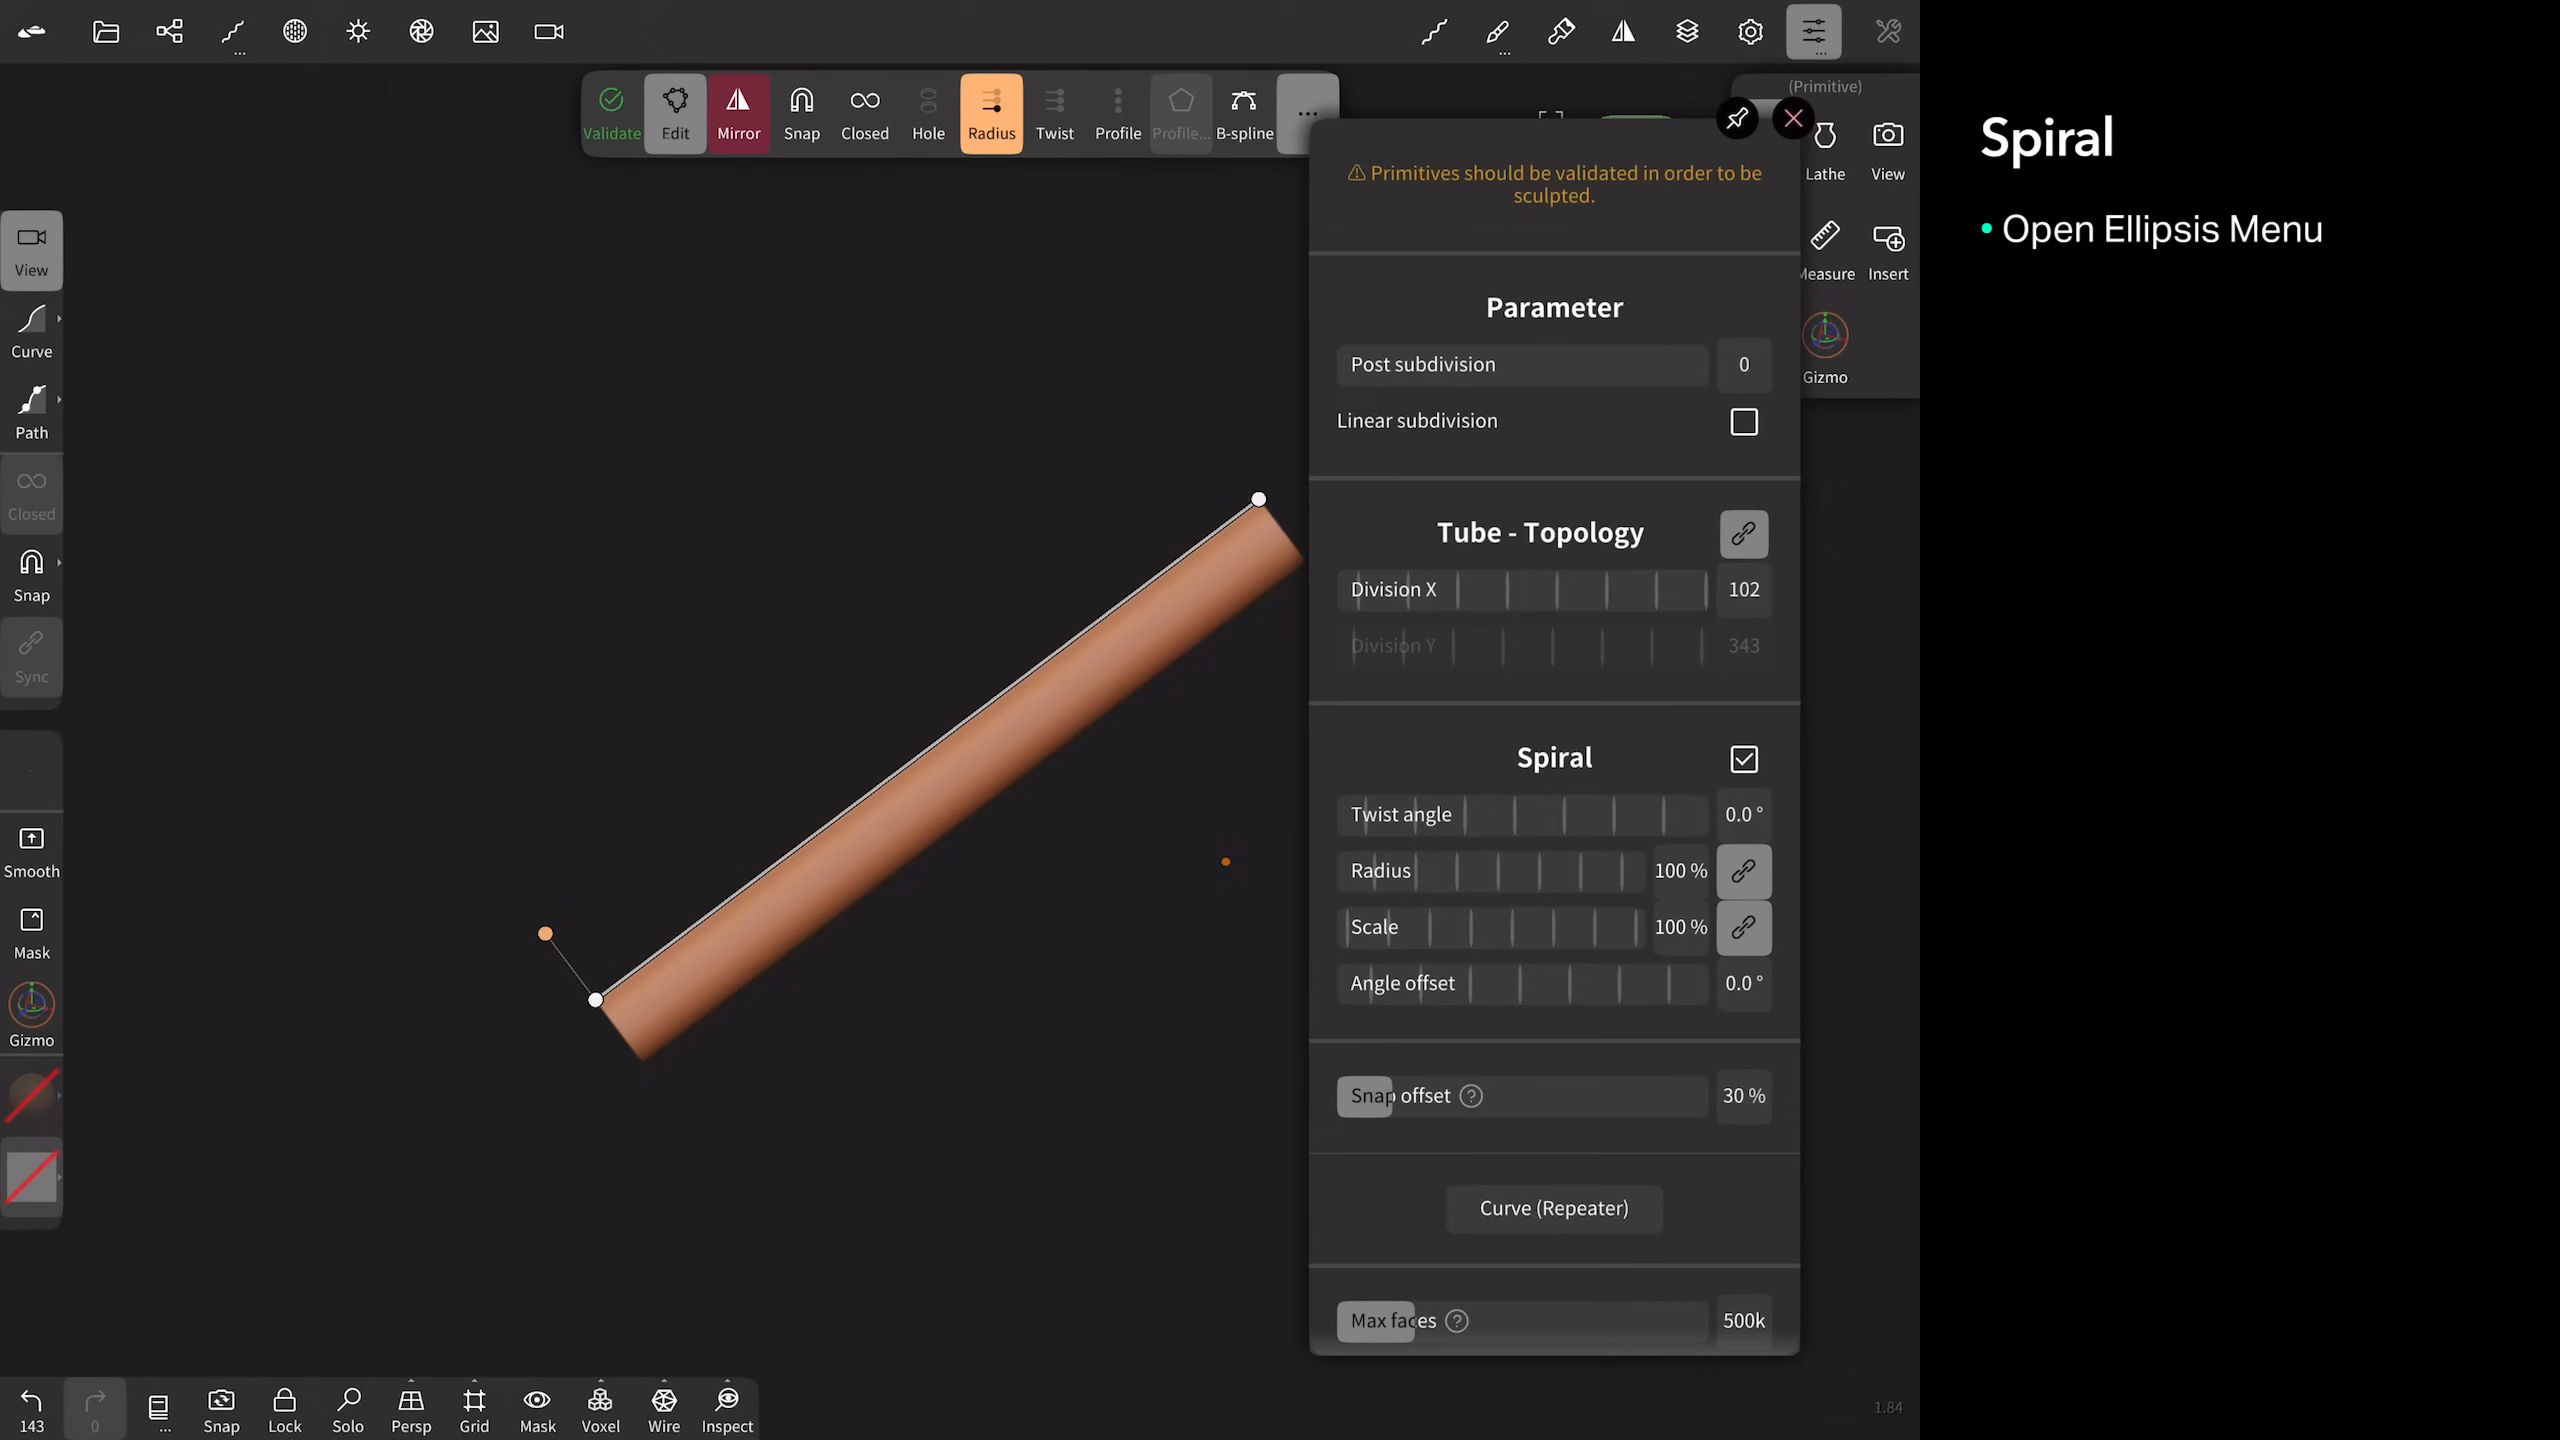 (Primitive)
Validate
Edit
Mirror
Snap
Closed
Hole
Radius
Twist
Profile
Profile...
B-spline
...
Lathe
View
Measure
Insert
Gizmo
View
Curve
Path
Closed
Snap
Sync
Smooth
Mask
Gizmo
Primitives should be validated in order to be
sculpted.
Parameter
Post subdivision 0
Linear subdivision
Tube - Topology
Division X 102
Division Y 343
Spiral
Twist angle 0.0 °
Radius 100 %
Scale 100 %
Angle offset 0.0 °
Snap offset ? 30 %
Curve (Repeater)
Max faces ? 500k
143
0
...
Snap
Lock
Solo
Persp
Grid
Mask
Voxel
Wire
Inspect
1.84
Spiral
• Open Ellipsis Menu